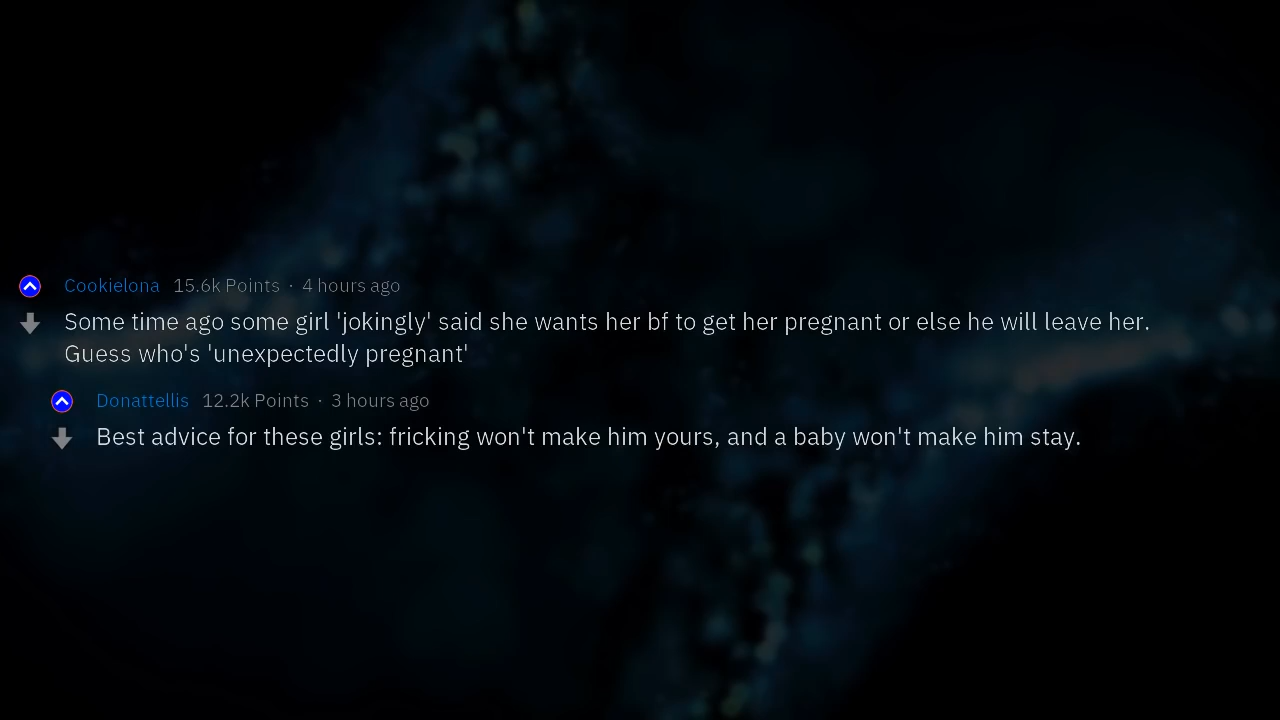 Cookielona 15.6k Points · 4 hours ago
Some time ago some girl 'jokingly' said she wants her bf to get her pregnant or else he will leave her.
Guess who's 'unexpectedly pregnant'
Donattellis 12.2k Points · 3 hours ago
Best advice for these girls: fricking won't make him yours, and a baby won't make him stay.